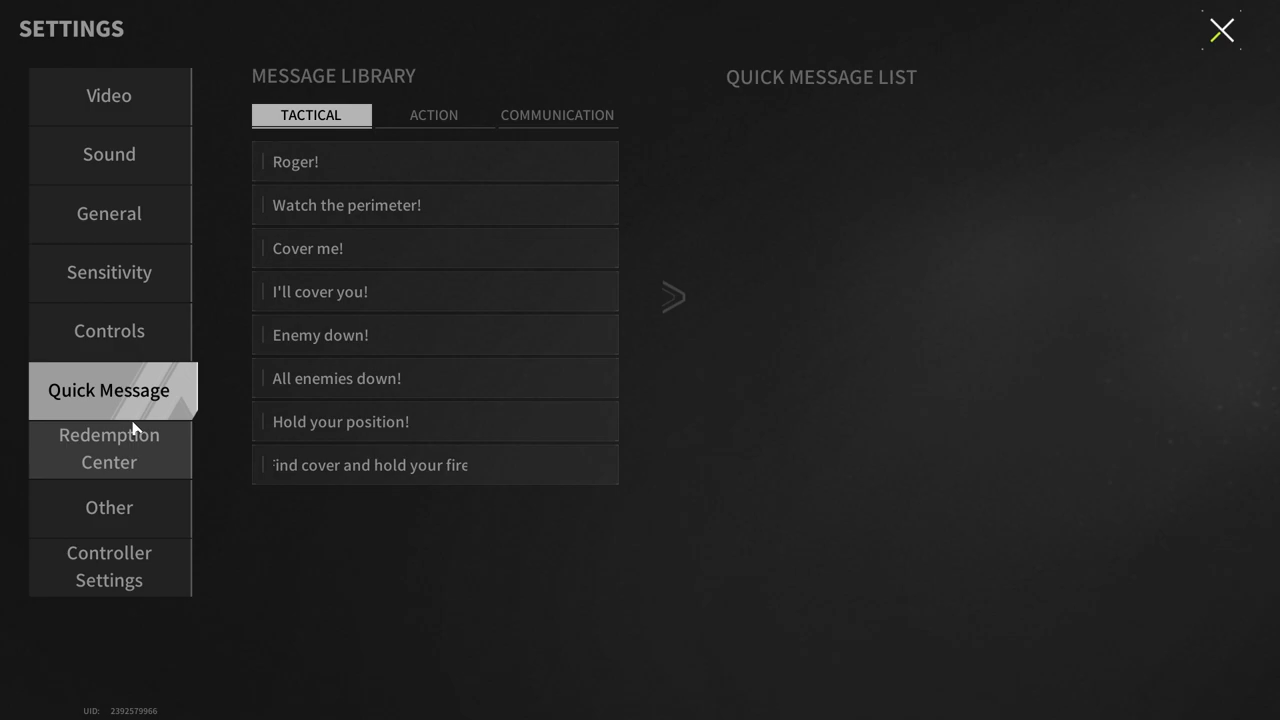 SETTINGS
Video
Sound
General
Sensitivity
Controls
Quick Message
Redemption
Center
Other
Controller
Settings
MESSAGE LIBRARY
TACTICAL ACTION COMMUNICATION
Roger!
Watch the perimeter!
Cover me!
I'll cover you!
Enemy down!
All enemies down!
Hold your position!
ind cover and hold your fire
QUICK MESSAGE LIST
UID: 2392579966